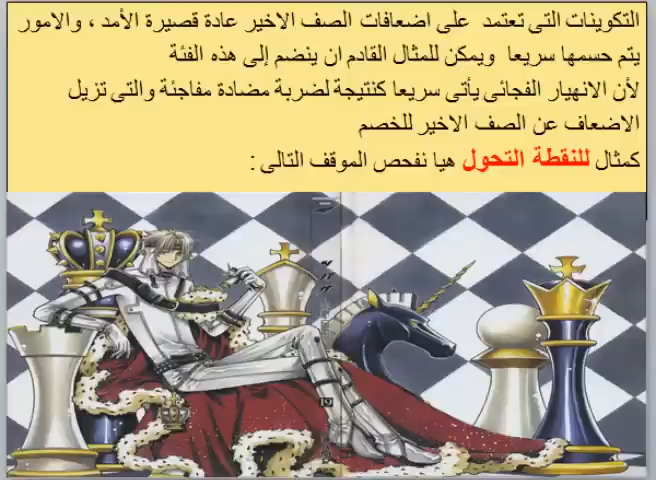 التكوينات التى تعتمد على اضعافات الصف الاخير عادة قصيرة الأمد ، والامور
يتم حسمها سريعا ويمكن للمثال القادم ان ينضم إلى هذه الفئة
لأن الانهيار الفجائى يأتى سريعا كنتيجة لضربة مضادة مفاجئة والتى تزيل
الاضعاف عن الصف الاخير للخصم
كمثال للنقطة التحول هيا نفحص الموقف التالى :